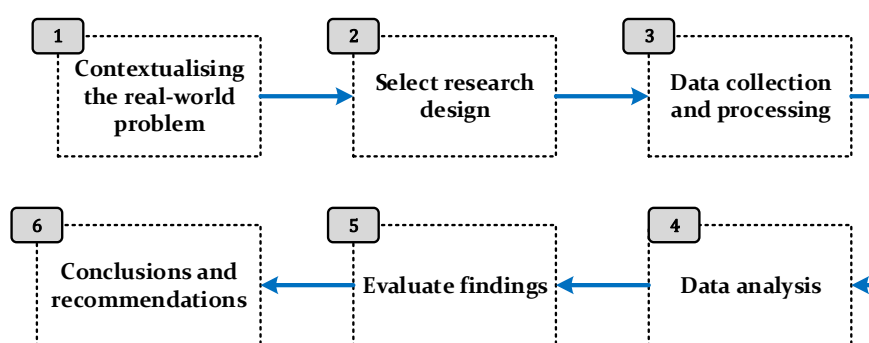 1
Contextualising
the real-world
problem
2
Select research
design
3
Data collection
and processing
4
Data analysis
5
Evaluate findings
6
Conclusions and
recommendations